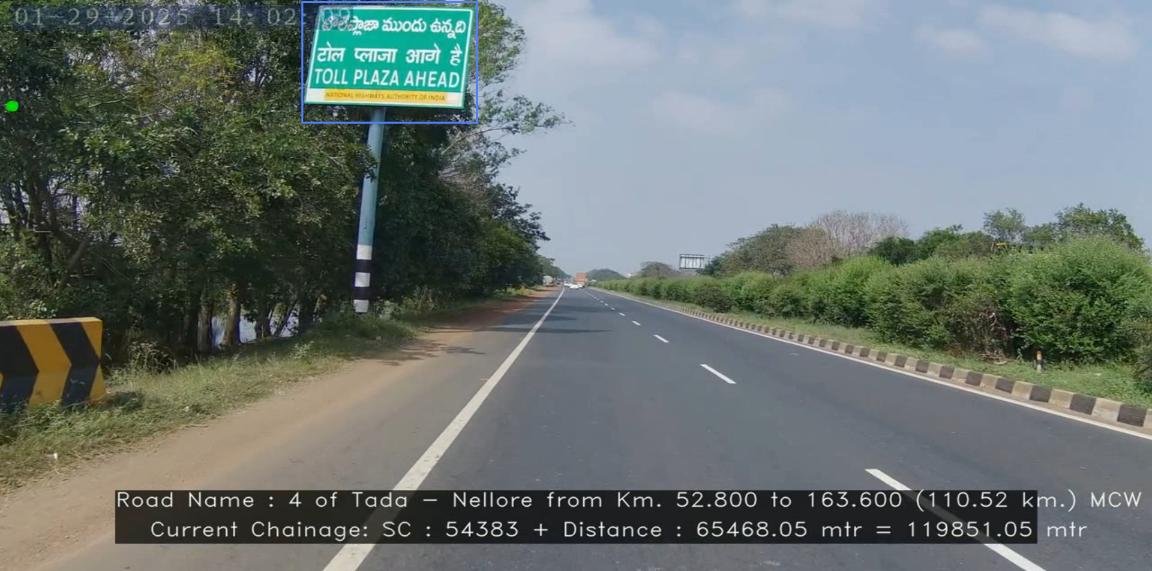 01-29-2025 14:02
టోల్ ప్లాజా ముందు ఉన్నది
टोल प्लाजा आगे है
TOLL PLAZA AHEAD
NATIONAL HIGHWAYS AUTHORITY OF INDIA
Road Name : 4 of Tada - Nellore from Km. 52.800 to 163.600 (110.52 km.) MCW
Current Chainage: SC : 54383 + Distance : 65468.05 mtr = 119851.05 mtr